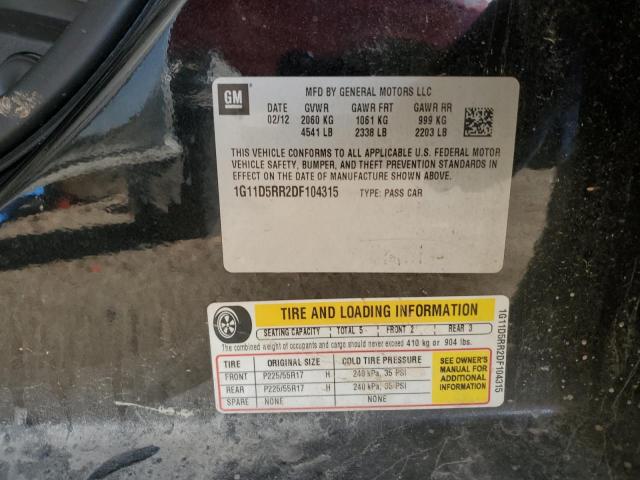 GM
MFD BY GENERAL MOTORS LLC
DATE GVWR GAWR FRT GAWR RR
02/12 2060 KG 1061 KG 999 KG
4541 LB 2338 LB 2203 LB
THIS VEHICLE CONFORMS TO ALL APPLICABLE U.S. FEDERAL MOTOR
VEHICLE SAFETY, BUMPER, AND THEFT PREVENTION STANDARDS IN
EFFECT ON THE DATE OF MANUFACTURE SHOWN ABOVE.
1G11D5RR2DF104315 TYPE: PASS CAR
TIRE AND LOADING INFORMATION
SEATING CAPACITY TOTAL 5 FRONT 2 REAR 3
The combined weight of occupants and cargo should never exceed 410 kg or 904 lbs.
TIRE ORIGINAL SIZE COLD TIRE PRESSURE
FRONT P225/55R17 H 240 kPa, 35 PSI
REAR P225/55R17 H 240 kPa, 35 PSI
SPARE NONE NONE
SEE OWNER'S
MANUAL FOR
ADDITIONAL
INFORMATION
1G11D5RR2DF104315